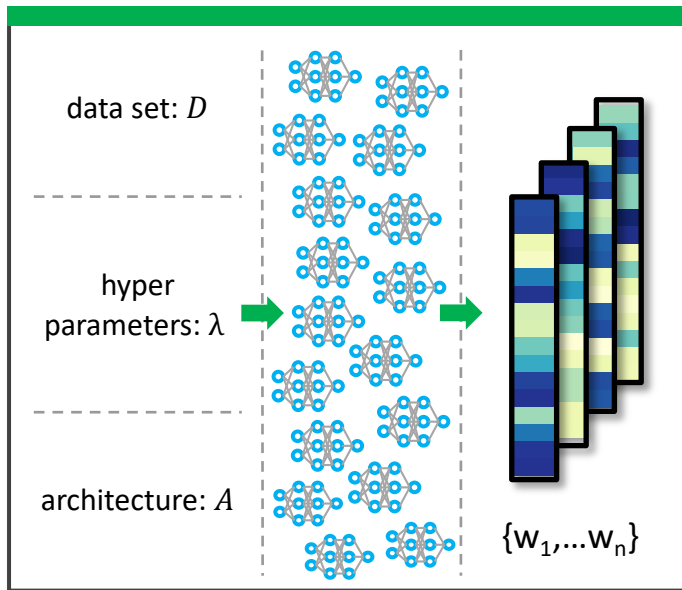 data set: D
hyper
parameters: λ
architecture: A
{w₁,...wₙ}